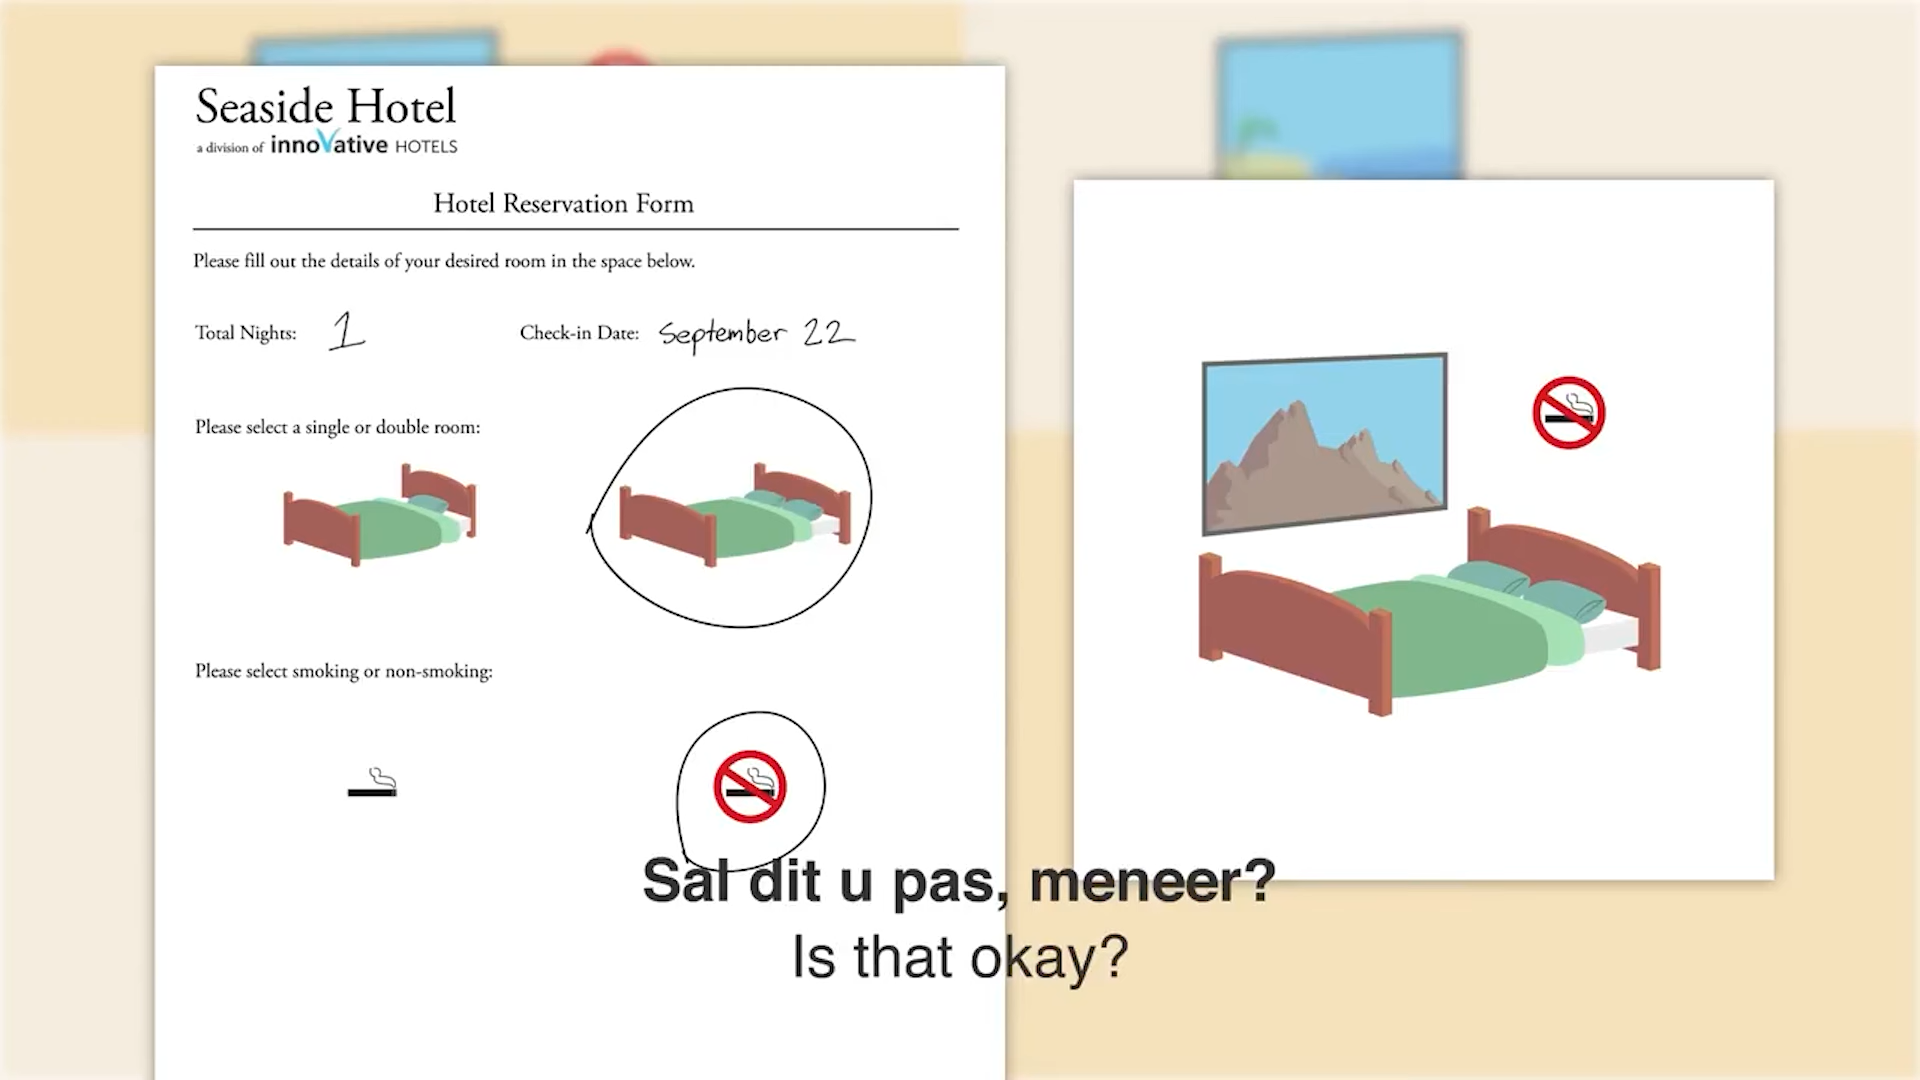 Seaside Hotel
a division of innovative HOTELS
Hotel Reservation Form
Please fill out the details of your desired room in the space below.
Total Nights: 1 Check-in Date: September 22
Please select a single or double room:
Please select smoking or non-smoking:
Sal dit u pas, meneer?
Is that okay?